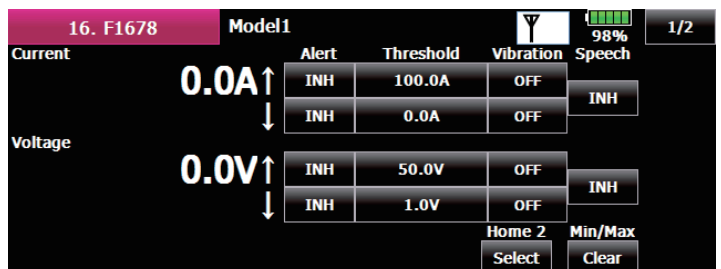 16. F1678 Model1 98% 1/2
Current Alert Threshold Vibration Speech
0.0A↑ INH 100.0A OFF INH
↓ INH 0.0A OFF
Voltage
0.0V↑ INH 50.0V OFF INH
↓ INH 1.0V OFF
Home 2 Min/Max
Select Clear